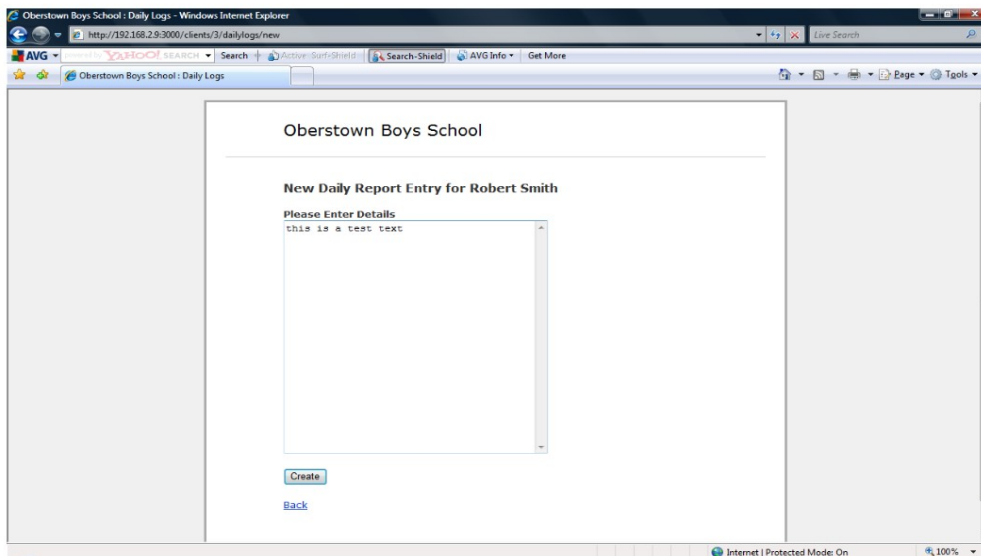 Oberstown Boys School : Daily Logs - Windows Internet Explorer
http://192.168.2.9:3000/clients/3/dailylogs/new
Live Search
AVG
YAHOO! SEARCH
Search
Active Surf-Shield
Search-Shield
AVG Info
Get More
Oberstown Boys School : Daily Logs
Page
Tools
Oberstown Boys School
New Daily Report Entry for Robert Smith
Please Enter Details
this is a test text
Create
Back
Internet | Protected Mode: On
100%